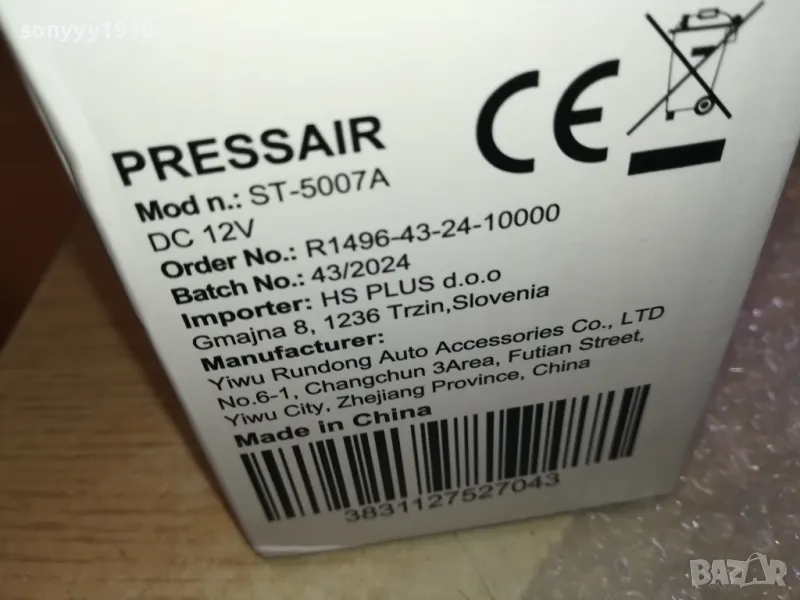 sonyyy1976
CE
PRESSAIR
Mod n.: ST-5007A
DC 12V
Order No.: R1496-43-24-10000
Batch No.: 43/2024
Importer: HS PLUS d.o.o
Gmajna 8, 1236 Trzin,Slovenia
Manufacturer:
Yiwu Rundong Auto Accessories Co., LTD
No.6-1, Changchun 3Area, Futian Street,
Yiwu City, Zhejiang Province, China
Made in China
3831127527043
BAZAR